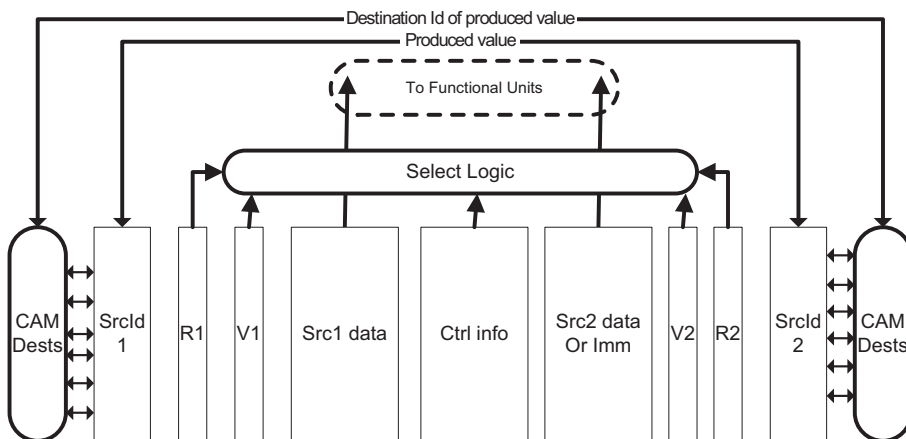 Destination Id of produced value
Produced value
To Functional Units
Select Logic
CAM
Dests
SrcId
1
R1
V1
Src1 data
Ctrl info
Src2 data
Or Imm
V2
R2
SrcId
2
CAM
Dests